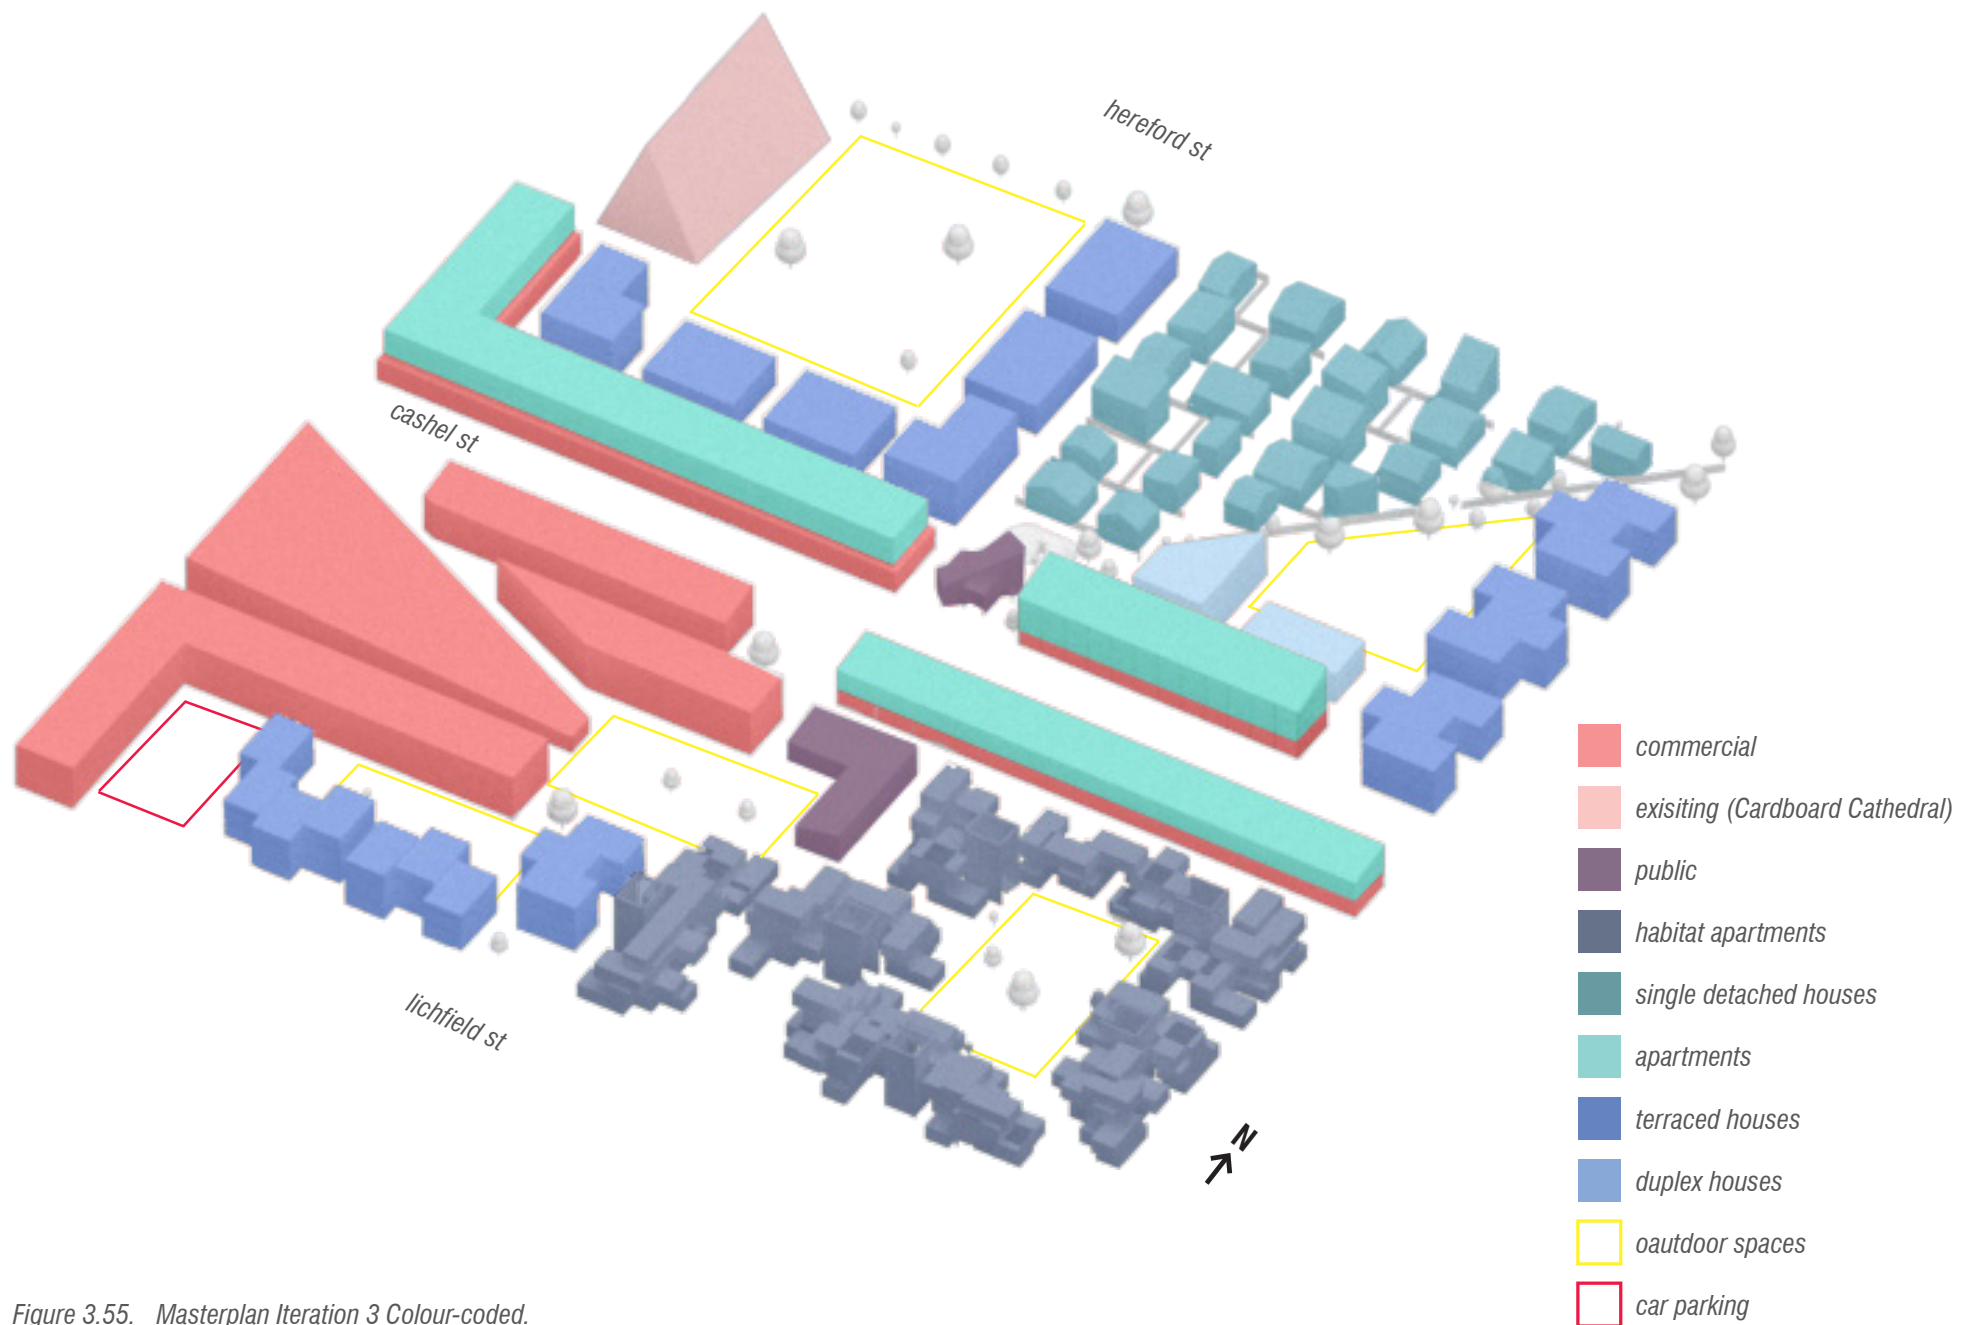 hereford st
cashel st
lichfield st
N
commercial
exisiting (Cardboard Cathedral)
public
habitat apartments
single detached houses
apartments
terraced houses
duplex houses
oautdoor spaces
car parking
Figure 3.55. Masterplan Iteration 3 Colour-coded.